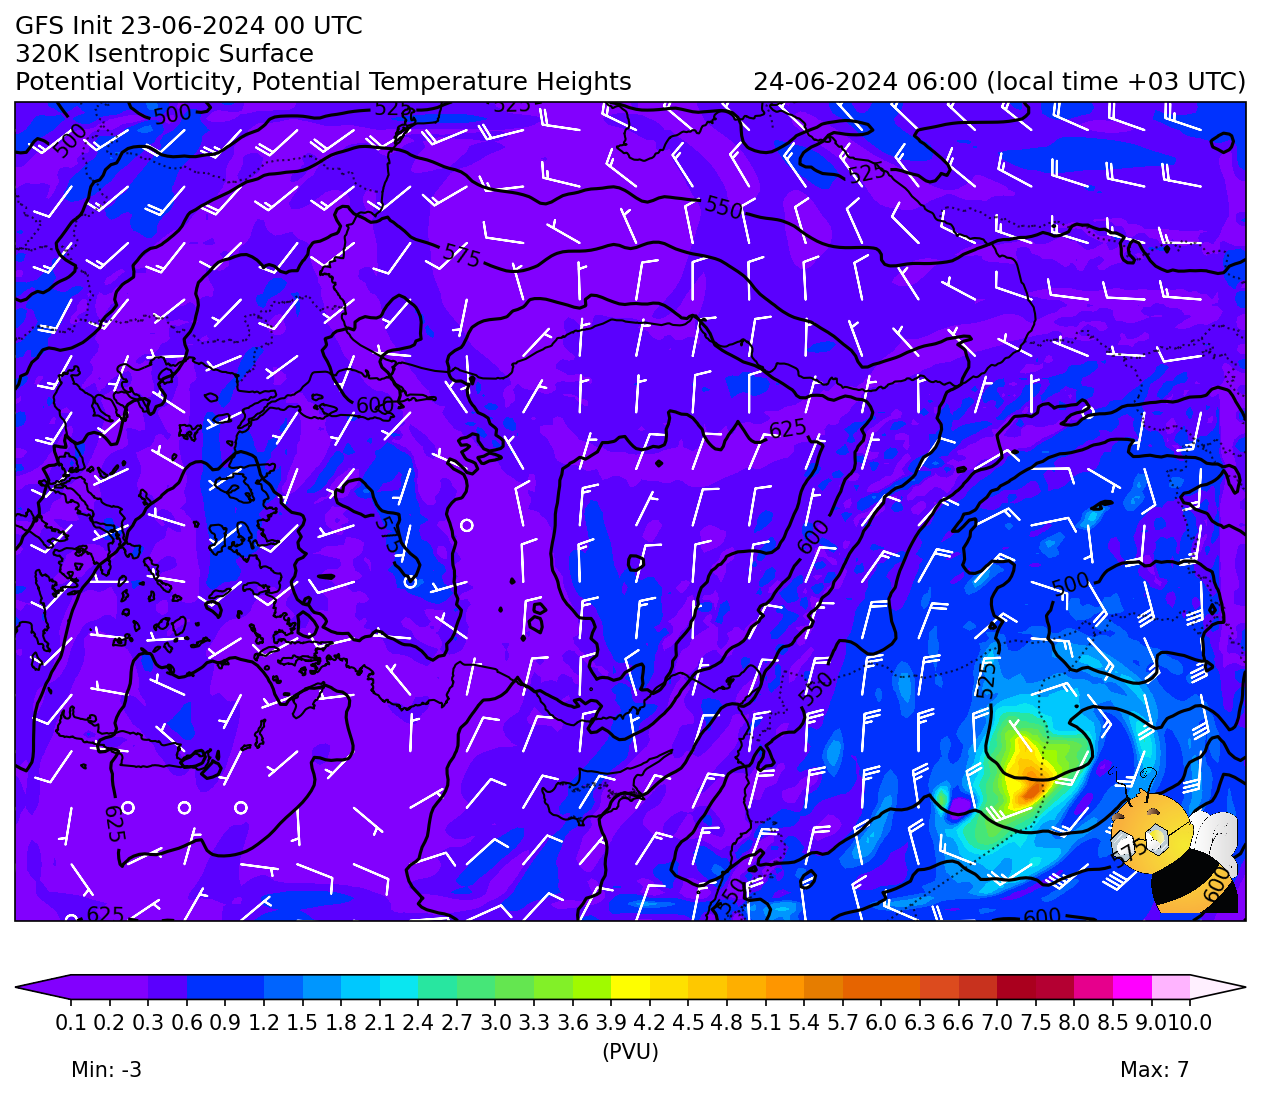 GFS Init 23-06-2024 00 UTC
320K Isentropic Surface
Potential Vorticity, Potential Temperature Heights
24-06-2024 06:00 (local time +03 UTC)
500
525
525
500
525
550
575
600
625
575
600
500
525
550
625
575
550
600
625
600
0.1 0.2 0.3 0.6 0.9 1.2 1.5 1.8 2.1 2.4 2.7 3.0 3.3 3.6 3.9 4.2 4.5 4.8 5.1 5.4 5.7 6.0 6.3 6.6 7.0 7.5 8.0 8.5 9.0 10.0
(PVU)
Min: -3
Max: 7